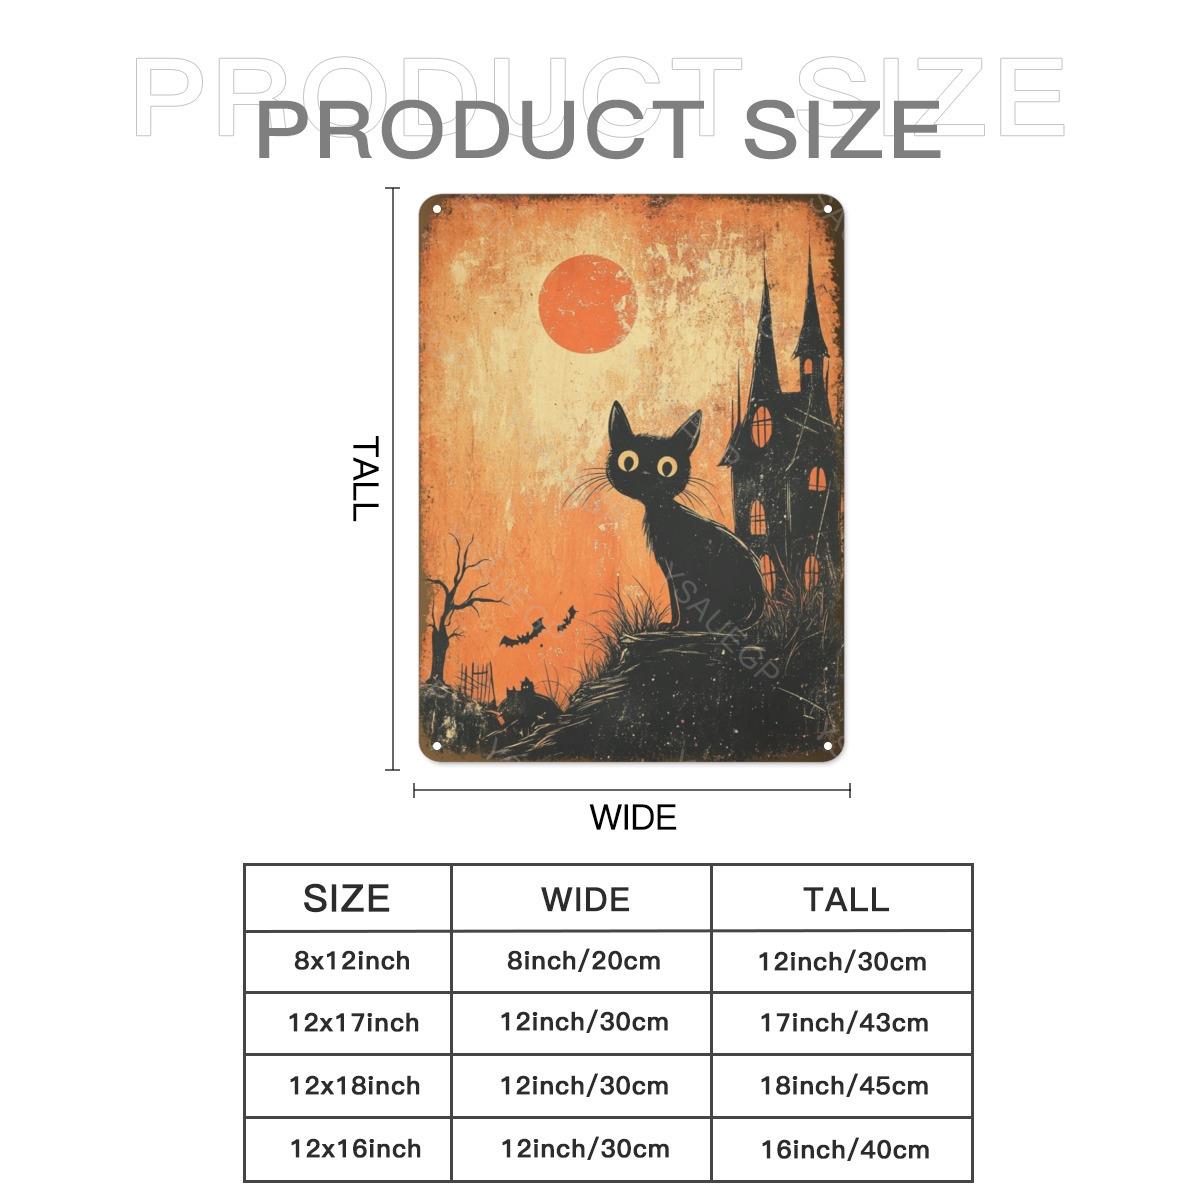 PRODUCT SIZE
PRODUCT SIZE
TALL
XSAUEGP
WIDE
SIZE WIDE TALL
8x12inch 8inch/20cm 12inch/30cm
12x17inch 12inch/30cm 17inch/43cm
12x18inch 12inch/30cm 18inch/45cm
12x16inch 12inch/30cm 16inch/40cm